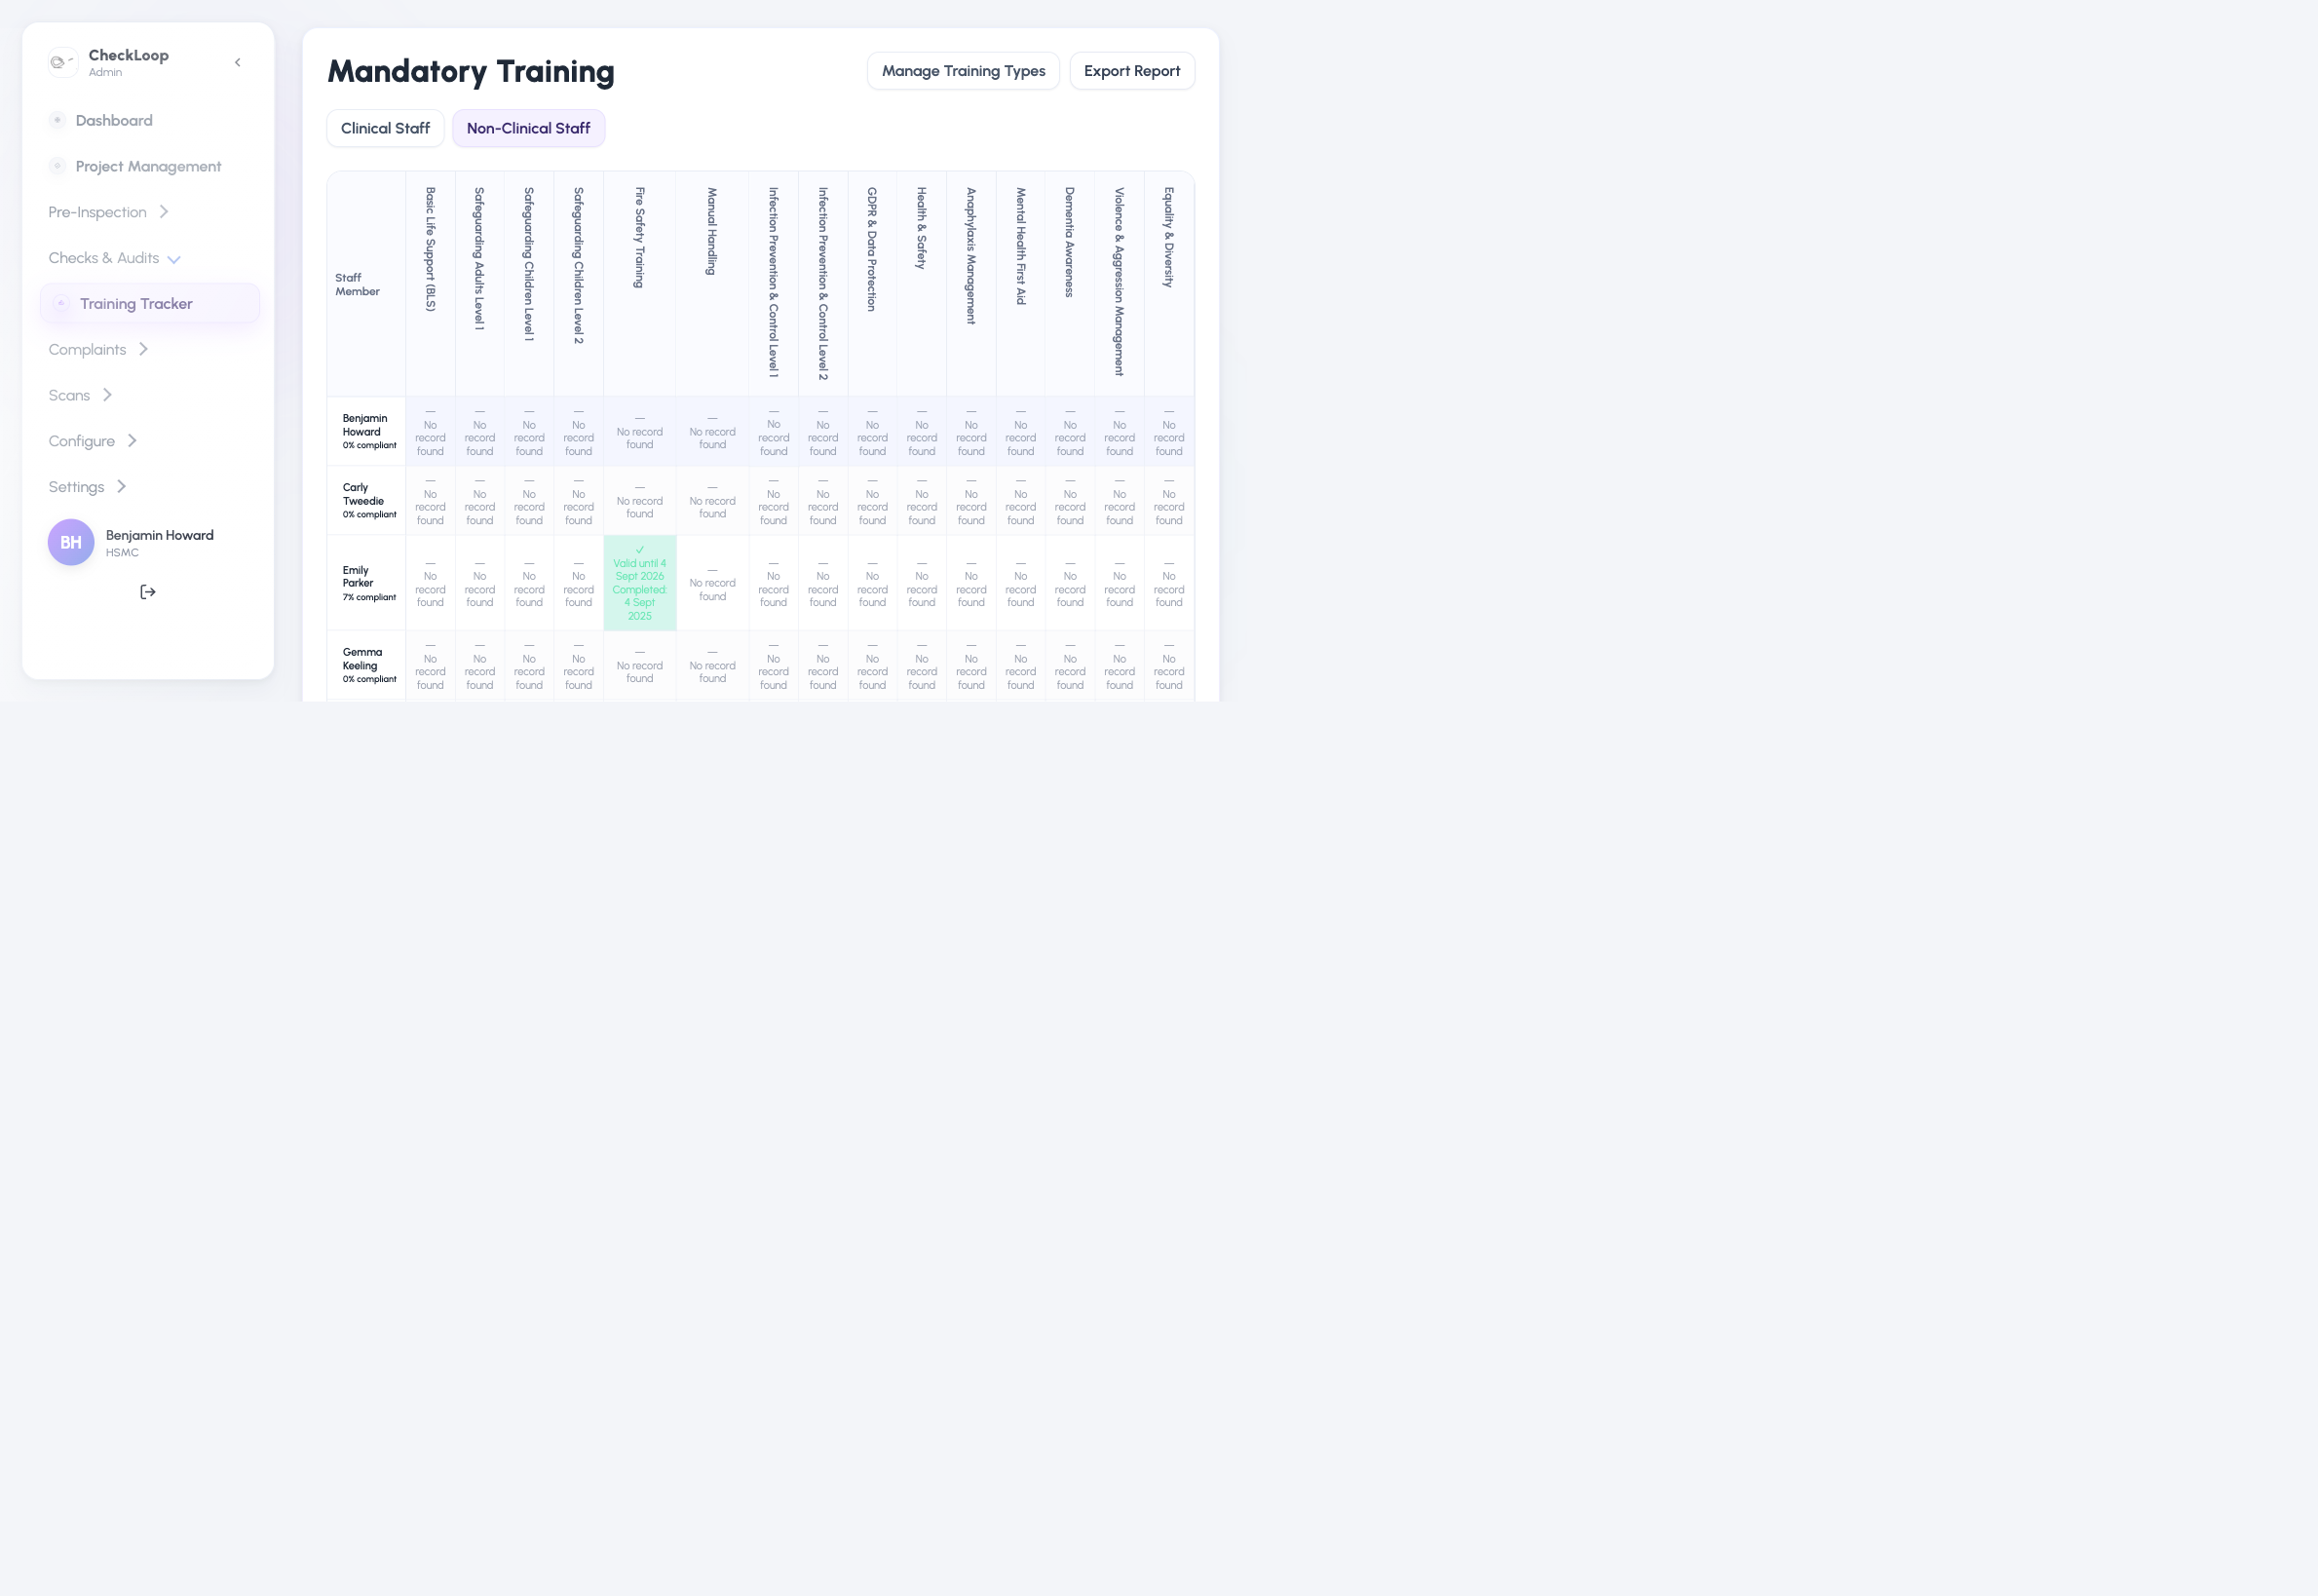 CheckLoop
Admin
Dashboard
Project Management
Pre-Inspection
Checks & Audits
Training Tracker
Complaints
Scans
Configure
Settings
BH
Benjamin Howard
HSMC
Mandatory Training
Manage Training Types
Export Report
Clinical Staff
Non-Clinical Staff
Staff
Member
Basic Life Support (BLS)
Safeguarding Adults Level 1
Safeguarding Children Level 1
Safeguarding Children Level 2
Fire Safety Training
Manual Handling
Infection Prevention & Control Level 1
Infection Prevention & Control Level 2
GDPR & Data Protection
Health & Safety
Anaphylaxis Management
Mental Health First Aid
Dementia Awareness
Violence & Aggression Management
Equality & Diversity
Benjamin
Howard
0% compliant
— — — — — — — — — — — — — — —
No No No No No record No record No No No No No No No No No
record record record record found found record record record record record record record record record
found found found found found found found found found found found found found
Carly
Tweedie
0% compliant
— — — — — — — — — — — — — — —
No No No No No record No record No No No No No No No No No
record record record record found found record record record record record record record record record
found found found found found found found found found found found found found
Emily
Parker
7% compliant
— — — —
No No No No
record record record record
found found found found
✓
Valid until 4
Sept 2026
Completed:
4 Sept
2025
— — — — — — — — — —
No record No No No No No No No No No
found record record record record record record record record record
found found found found found found found found found
Gemma
Keeling
0% compliant
— — — — — — — — — — — — — — —
No No No No No record No record No No No No No No No No No
record record record record found found record record record record record record record record record
found found found found found found found found found found found found found